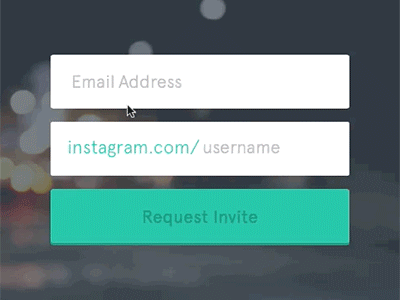 Email Address
instagram.com/ username
Request Invite